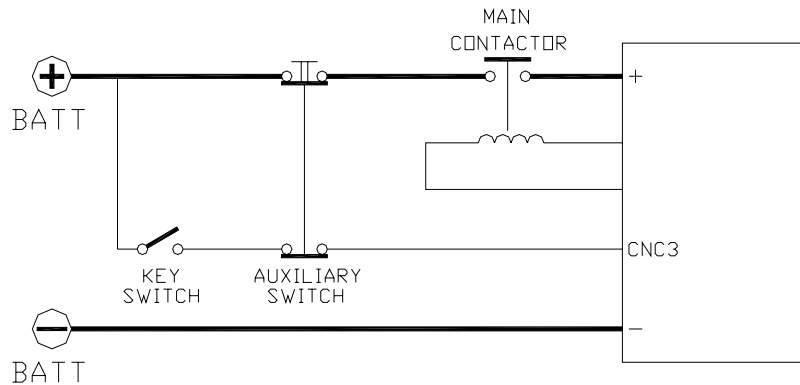 MAIN
CONTACTOR
+
+
BATT
CNC3
KEY
SWITCH
AUXILIARY
SWITCH
-
-
BATT